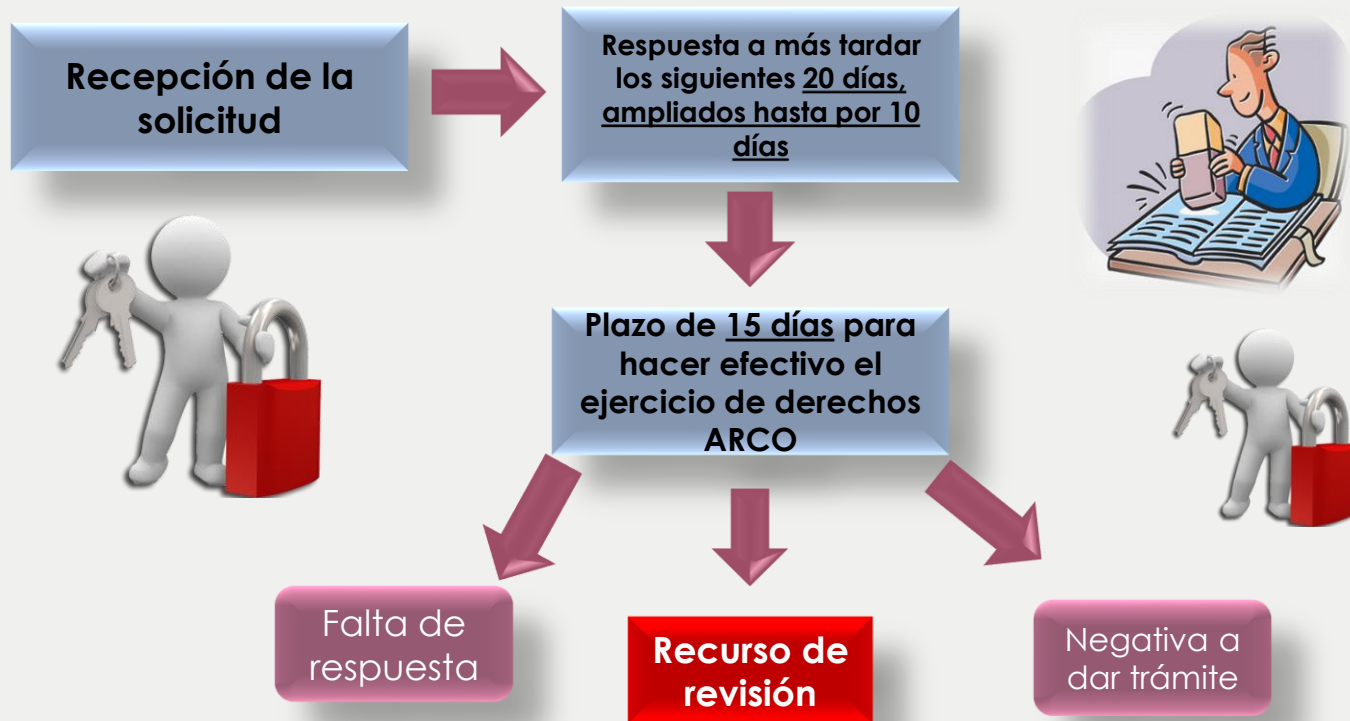 Recepción de la
solicitud
Respuesta a más tardar
los siguientes 20 días,
ampliados hasta por 10
días
Plazo de 15 días para
hacer efectivo el
ejercicio de derechos
ARCO
Falta de
respuesta
Recurso de
revisión
Negativa a
dar trámite